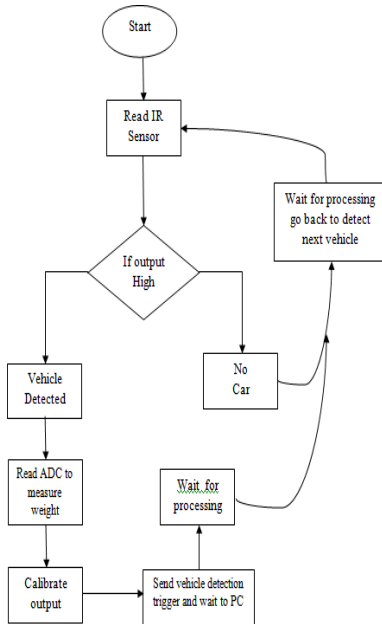 Start
Read IR
Sensor
Wait for processing
go back to detect
next vehicle
If output
High
Vehicle
Detected
No
Car
Read ADC to
measure
weight
Wait for
processing
Calibrate
output
Send vehicle detection
trigger and wait to PC